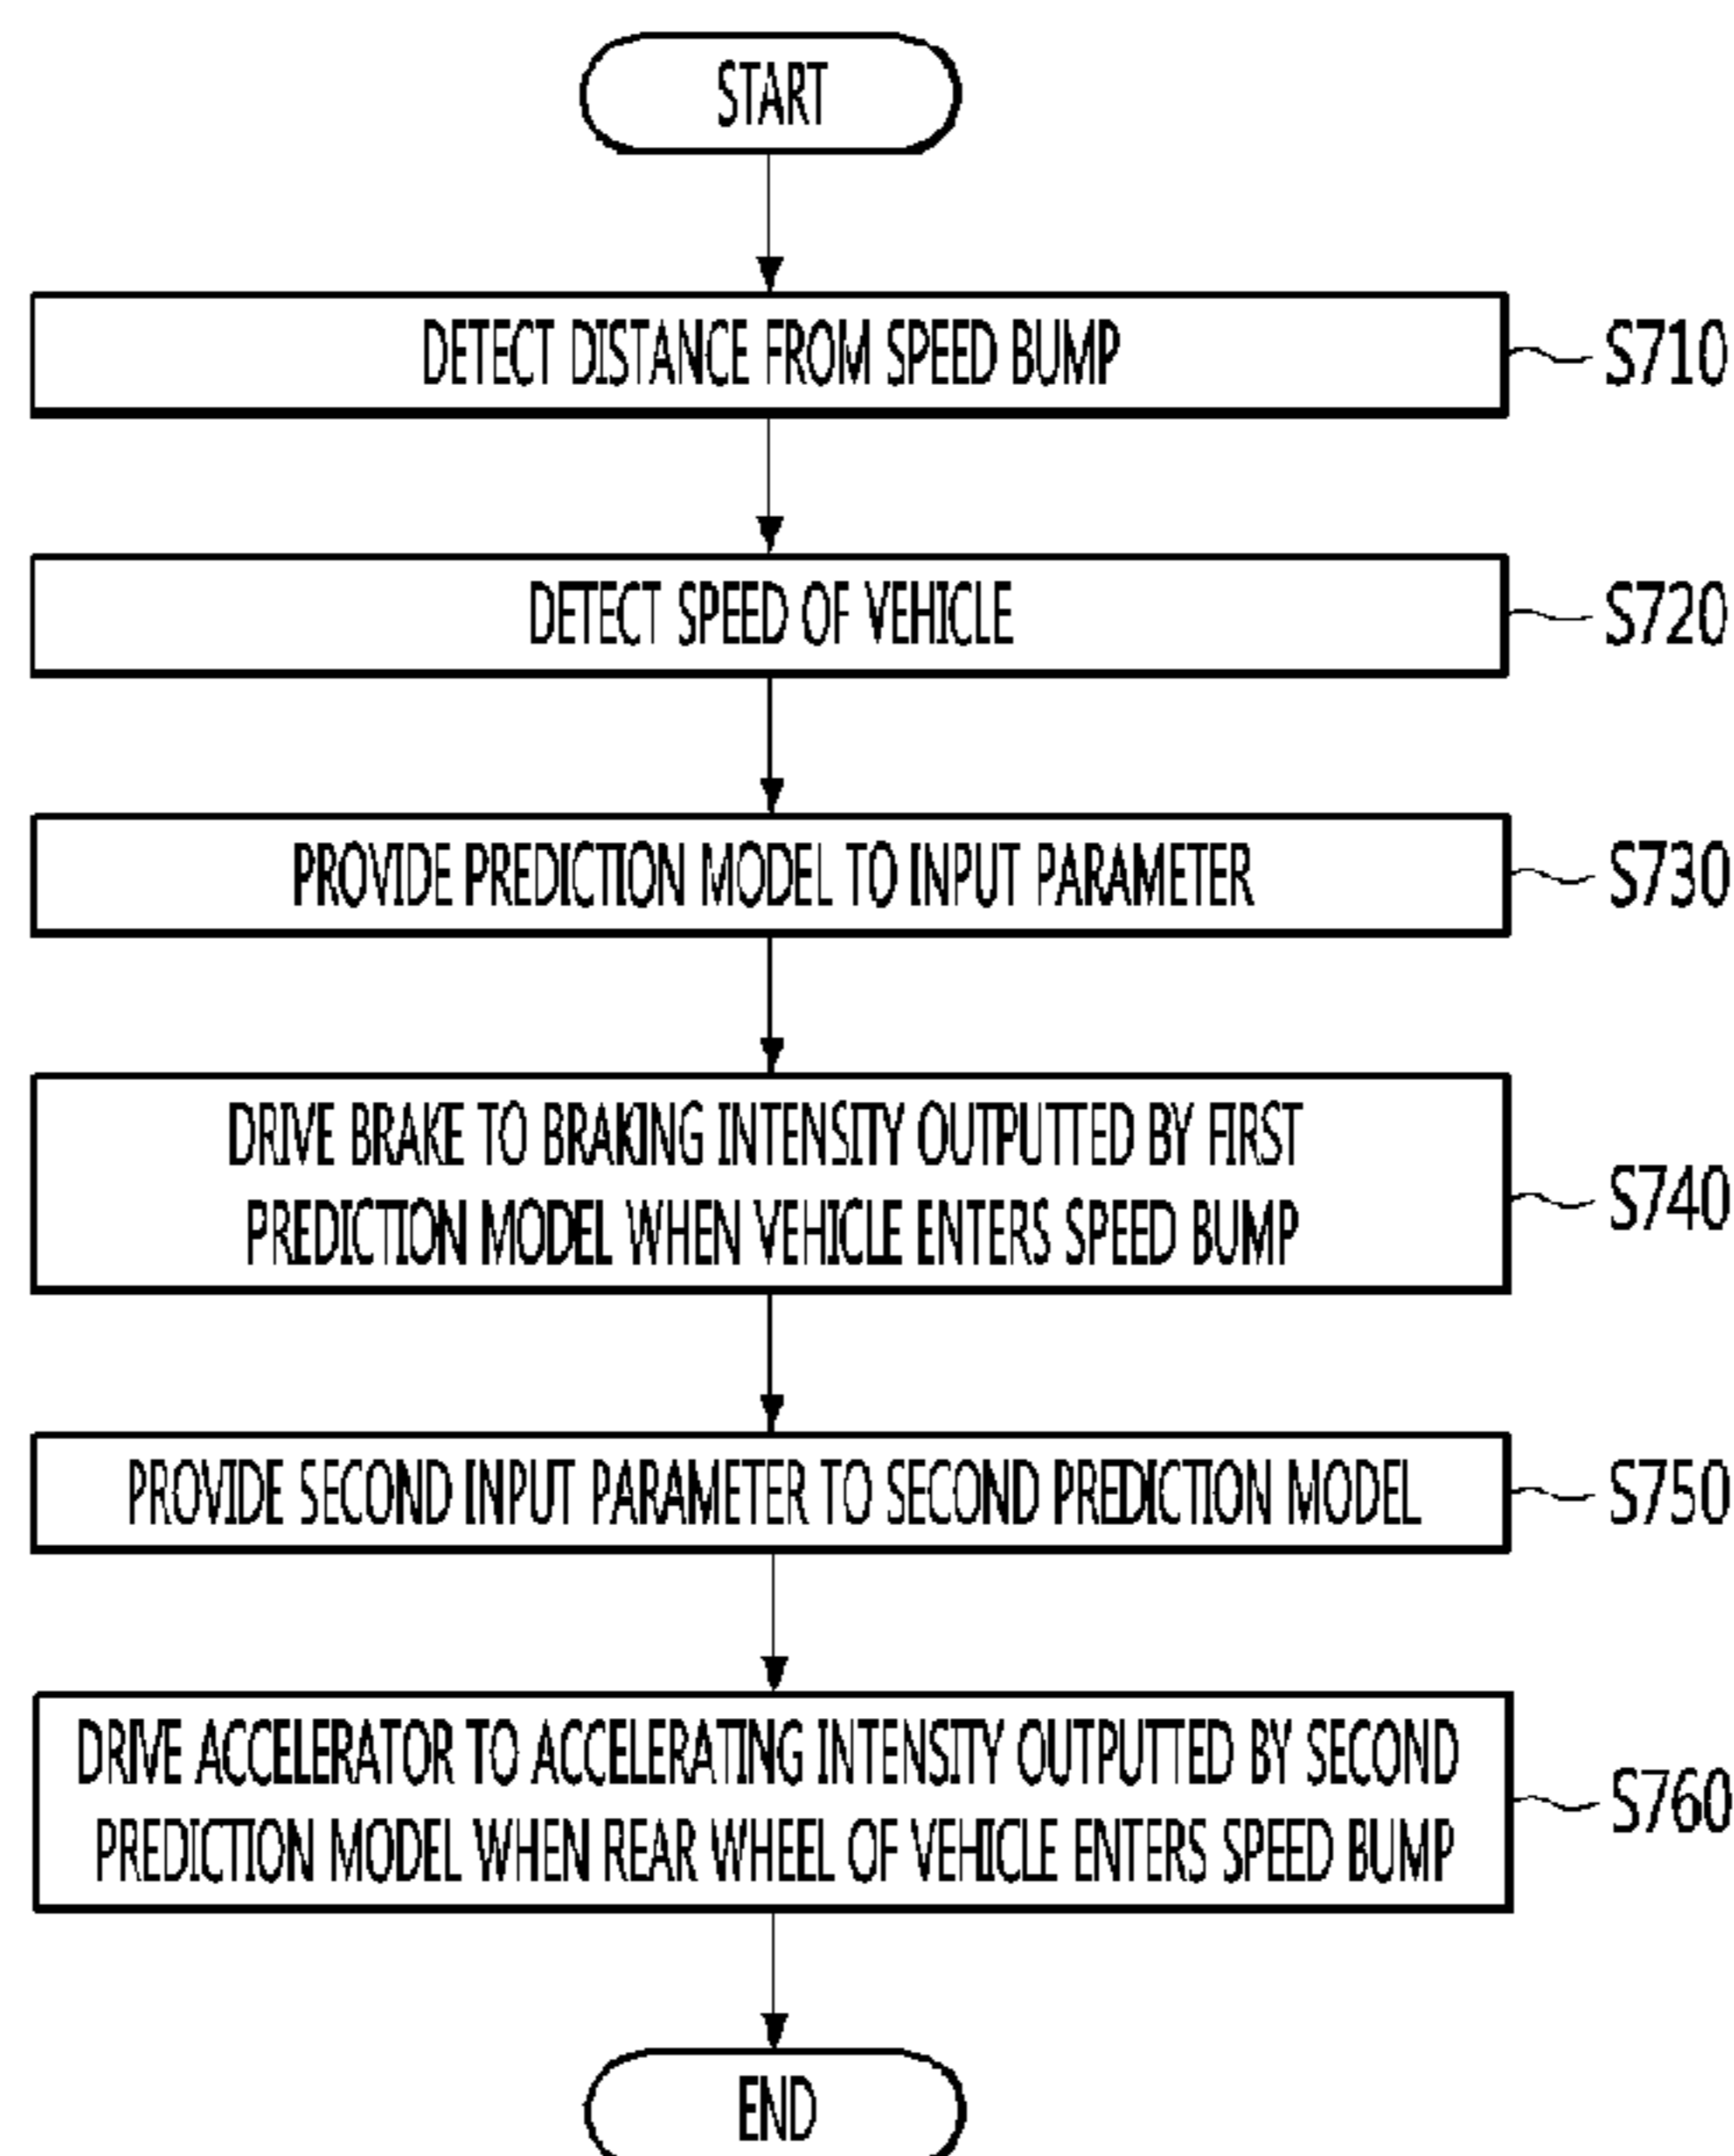 START
DETECT DISTANCE FROM SPEED BUMP
S710
DETECT SPEED OF VEHICLE
S720
PROVIDE PREDICTION MODEL TO INPUT PARAMETER
S730
DRIVE BRAKE TO BRAKING INTENSITY OUTPUTTED BY FIRST
PREDICTION MODEL WHEN VEHICLE ENTERS SPEED BUMP
S740
PROVIDE SECOND INPUT PARAMETER TO SECOND PREDICTION MODEL
S750
DRIVE ACCELERATOR TO ACCELERATING INTENSITY OUTPUTTED BY SECOND
PREDICTION MODEL WHEN REAR WHEEL OF VEHICLE ENTERS SPEED BUMP
S760
END